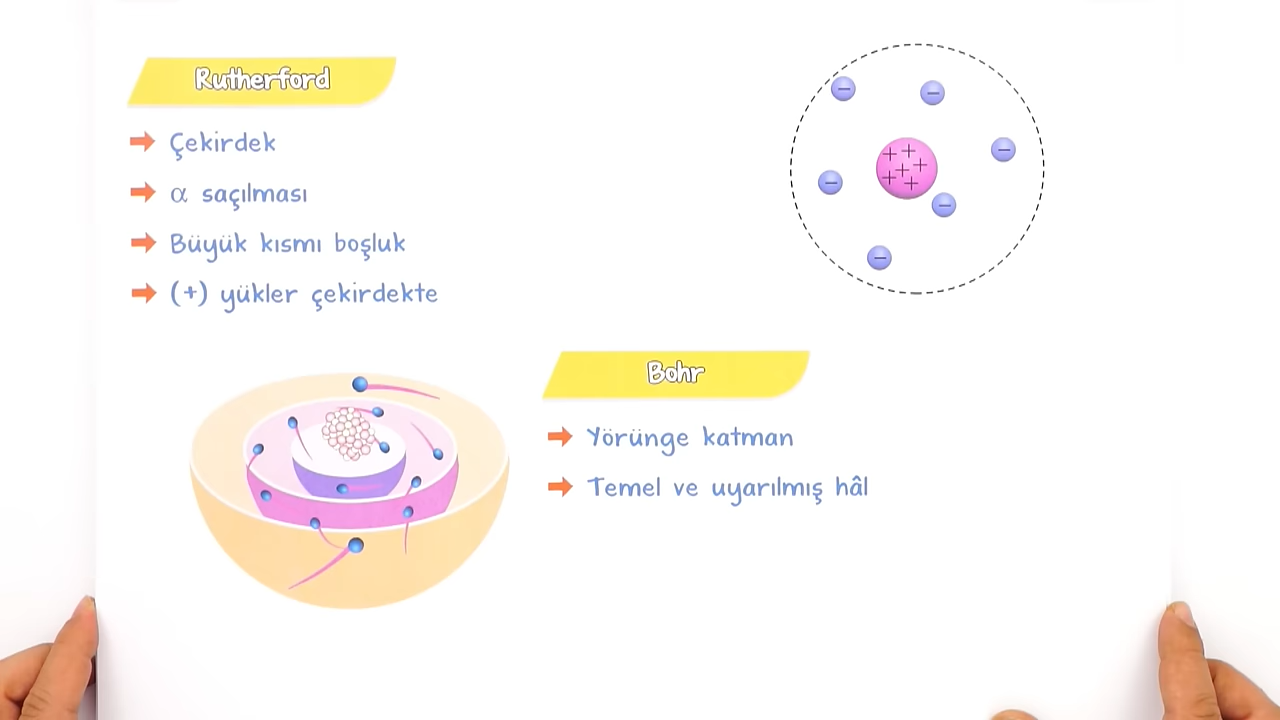 Rutherford
Çekirdek
α saçılması
Büyük kısmı boşluk
(+) yükler çekirdekte
Bohr
Yörünge katman
Temel ve uyarılmış hâl